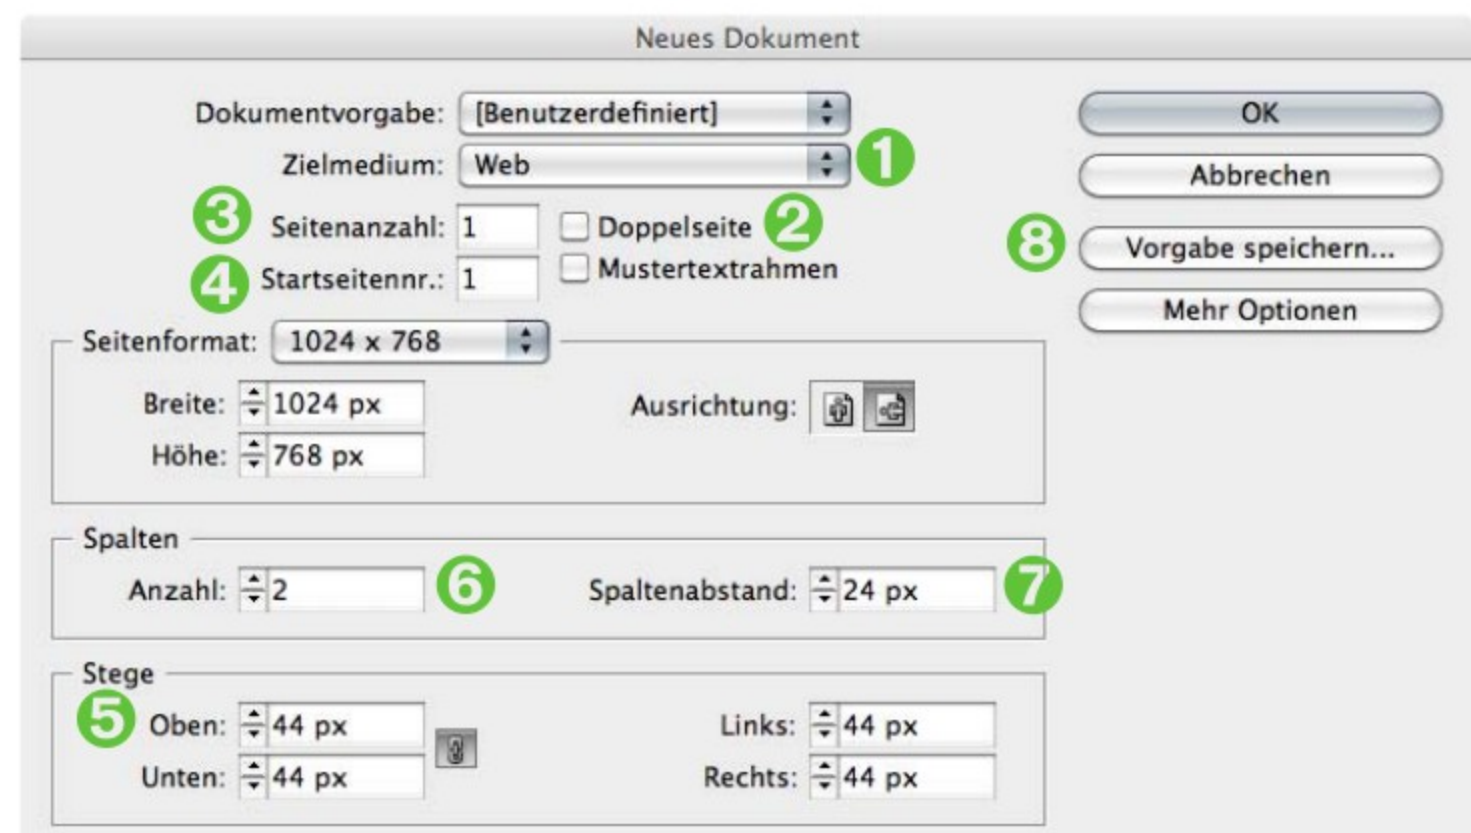 Neues Dokument
Dokumentvorgabe: [Benutzerdefiniert] OK
Zielmedium: Web 1 Abbrechen
3 Seitenanzahl: 1 Doppelseite 2 8 Vorgabe speichern...
4 Startseitennr.: 1 Mustertextrahmen
Mehr Optionen
Seitenformat: 1024 x 768
Breite: 1024 px Ausrichtung:
Höhe: 768 px
Spalten
Anzahl: 2 6 Spaltenabstand: 24 px 7
Stege
5 Oben: 44 px Links: 44 px
Unten: 44 px Rechts: 44 px